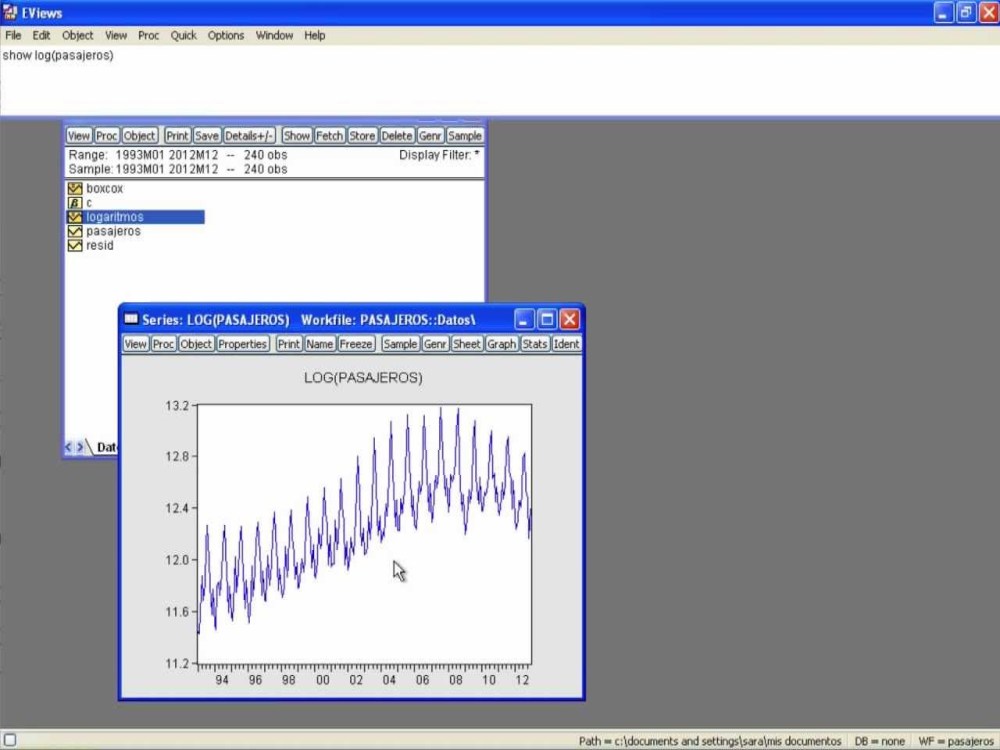 EViews
File Edit Object View Proc Quick Options Window Help
show log(pasajeros)
View Proc Object Print Save Details+/- Show Fetch Store Delete Genr Sample
Range: 1993M01 2012M12 -- 240 obs Display Filter: *
Sample: 1993M01 2012M12 -- 240 obs
boxcox
β c
logaritmos
pasajeros
resid
Series: LOG(PASAJEROS) Workfile: PASAJEROS::Datos\
View Proc Object Properties Print Name Freeze Sample Genr Sheet Graph Stats Ident
LOG(PASAJEROS)
13.2
12.8
12.4
12.0
11.6
11.2
94 96 98 00 02 04 06 08 10 12
< > Dat
Path = c:\documents and settings\sara\mis documentos DB = none WF = pasajeros